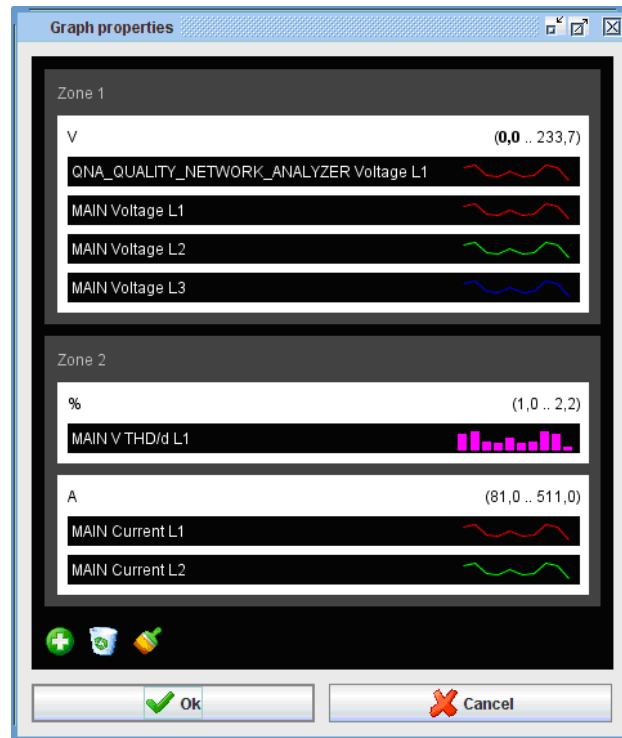 Graph properties
Zone 1
V (0,0 .. 233,7)
QNA_QUALITY_NETWORK_ANALYZER Voltage L1
MAIN Voltage L1
MAIN Voltage L2
MAIN Voltage L3
Zone 2
% (1,0 .. 2,2)
MAIN V THD/d L1
A (81,0 .. 511,0)
MAIN Current L1
MAIN Current L2
Ok Cancel